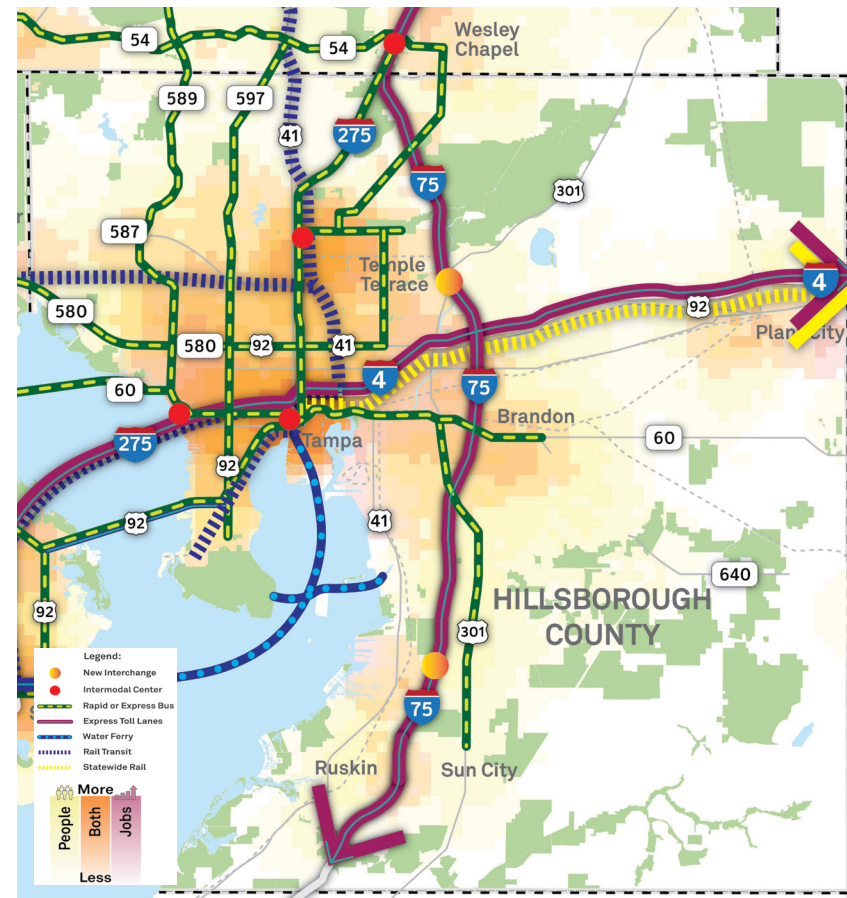 Wesley
Chapel
54
54
589
597
41
275
75
301
587
Temple
Terrace
4
580
92
Plant City
580
92
41
4
75
60
Brandon
Tampa
60
275
92
92
41
640
HILLSBOROUGH
COUNTY
92
301
75
Ruskin
Sun City
Legend:
New Interchange
Intermodal Center
Rapid or Express Bus
Express Toll Lanes
Water Ferry
Rail Transit
Statewide Rail
More
People
Both
Jobs
Less